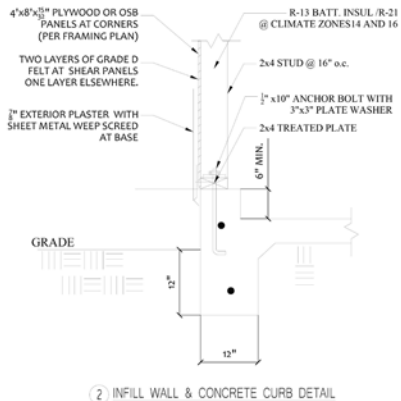 4'x8'x15/32" PLYWOOD OR OSB
PANELS AT CORNERS
(PER FRAMING PLAN)
TWO LAYERS OF GRADE D
FELT AT SHEAR PANELS
ONE LAYER ELSEWHERE.
7/8" EXTERIOR PLASTER WITH
SHEET METAL WEEP SCREED
AT BASE
R-13 BATT. INSUL /R-21
@ CLIMATE ZONES14 AND 16
2x4 STUD @ 16" o.c.
1/2" x10" ANCHOR BOLT WITH
3"x3" PLATE WASHER
2x4 TREATED PLATE
6" MIN.
GRADE
12"
12"
2 INFILL WALL & CONCRETE CURB DETAIL